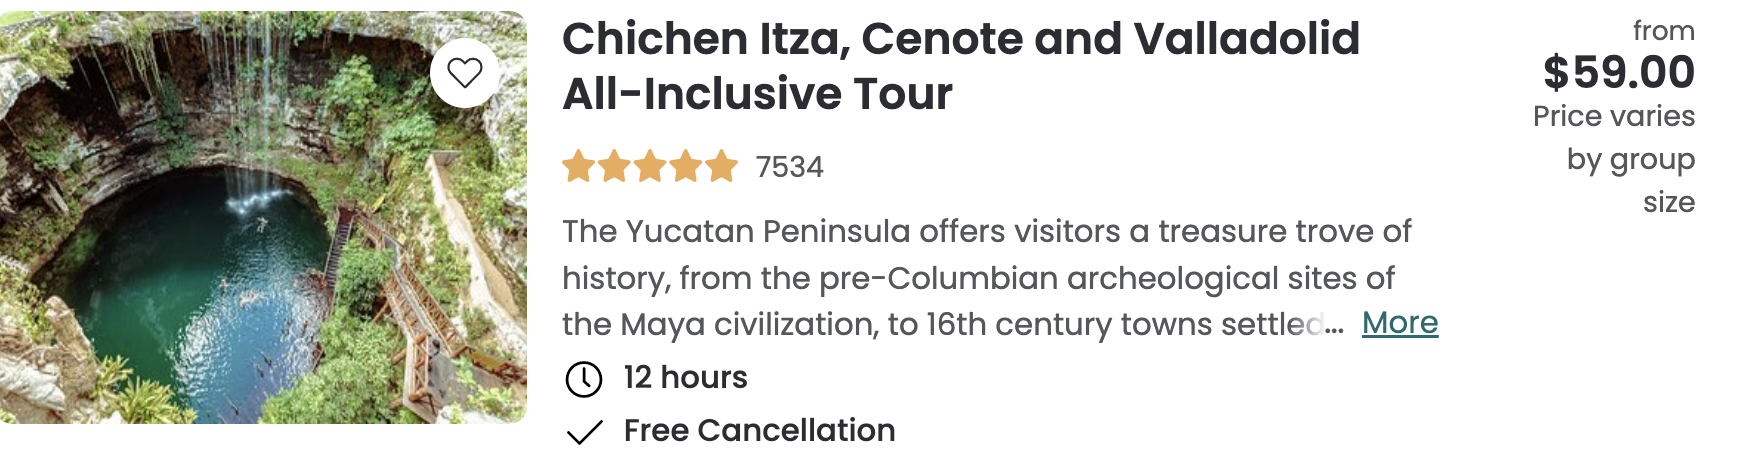 Chichen Itza, Cenote and Valladolid
All-Inclusive Tour
7534
The Yucatan Peninsula offers visitors a treasure trove of
history, from the pre-Columbian archeological sites of
the Maya civilization, to 16th century towns settled... More
12 hours
Free Cancellation
from
$59.00
Price varies
by group
size